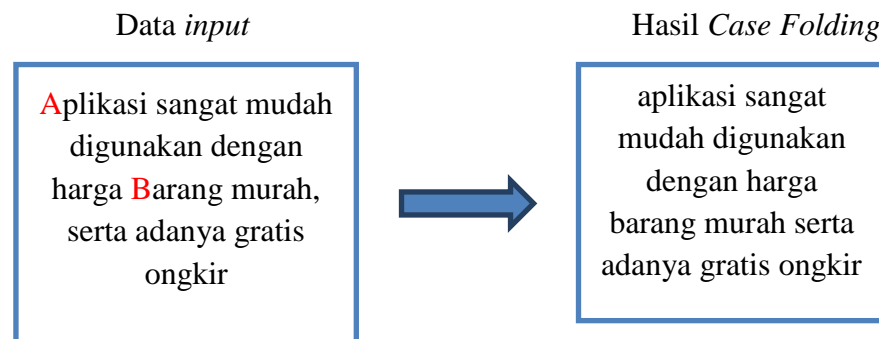 Data input
Aplikasi sangat mudah
digunakan dengan
harga Barang murah,
serta adanya gratis
ongkir
Hasil Case Folding
aplikasi sangat
mudah digunakan
dengan harga
barang murah serta
adanya gratis ongkir